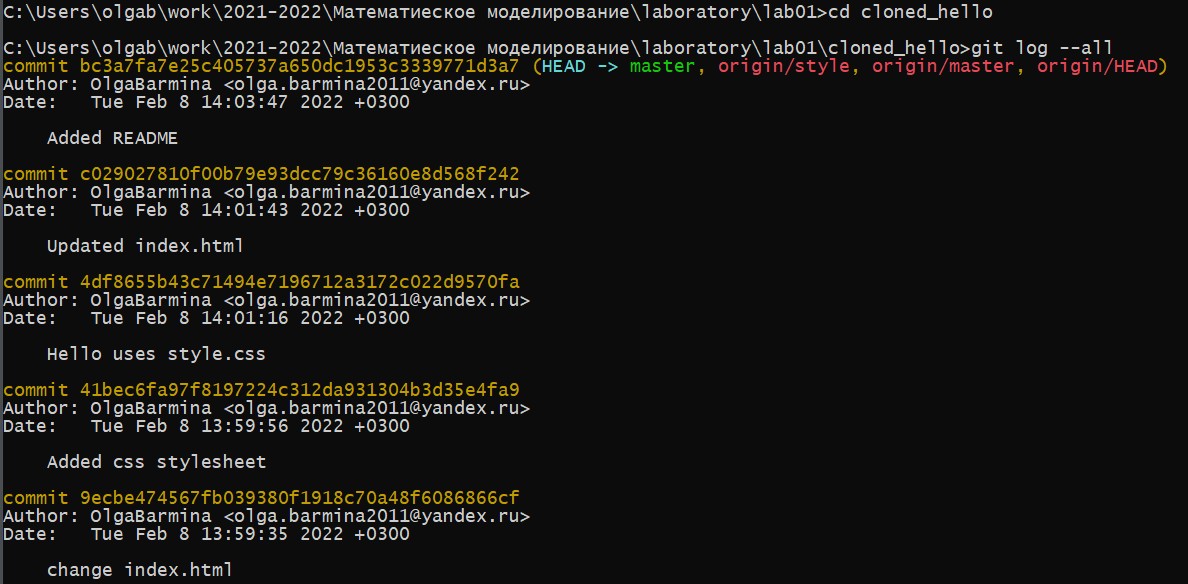 C:\Users\olgab\work\2021-2022\Математиеское моделирование\laboratory\lab01>cd cloned_hello
C:\Users\olgab\work\2021-2022\Математиеское моделирование\laboratory\lab01\cloned_hello>git log --all
commit bc3a7fa7e25c405737a650dc1953c3339771d3a7 (HEAD -> master, origin/style, origin/master, origin/HEAD)
Author: OlgaBarmina <olga.barmina2011@yandex.ru>
Date:   Tue Feb 8 14:03:47 2022 +0300
    Added README
commit c029027810f00b79e93dcc79c36160e8d568f242
Author: OlgaBarmina <olga.barmina2011@yandex.ru>
Date:   Tue Feb 8 14:01:43 2022 +0300
    Updated index.html
commit 4df8655b43c71494e7196712a3172c022d9570fa
Author: OlgaBarmina <olga.barmina2011@yandex.ru>
Date:   Tue Feb 8 14:01:16 2022 +0300
    Hello uses style.css
commit 41bec6fa97f8197224c312da931304b3d35e4fa9
Author: OlgaBarmina <olga.barmina2011@yandex.ru>
Date:   Tue Feb 8 13:59:56 2022 +0300
    Added css stylesheet
commit 9ecbe474567fb039380f1918c70a48f6086866cf
Author: OlgaBarmina <olga.barmina2011@yandex.ru>
Date:   Tue Feb 8 13:59:35 2022 +0300
    change index.html